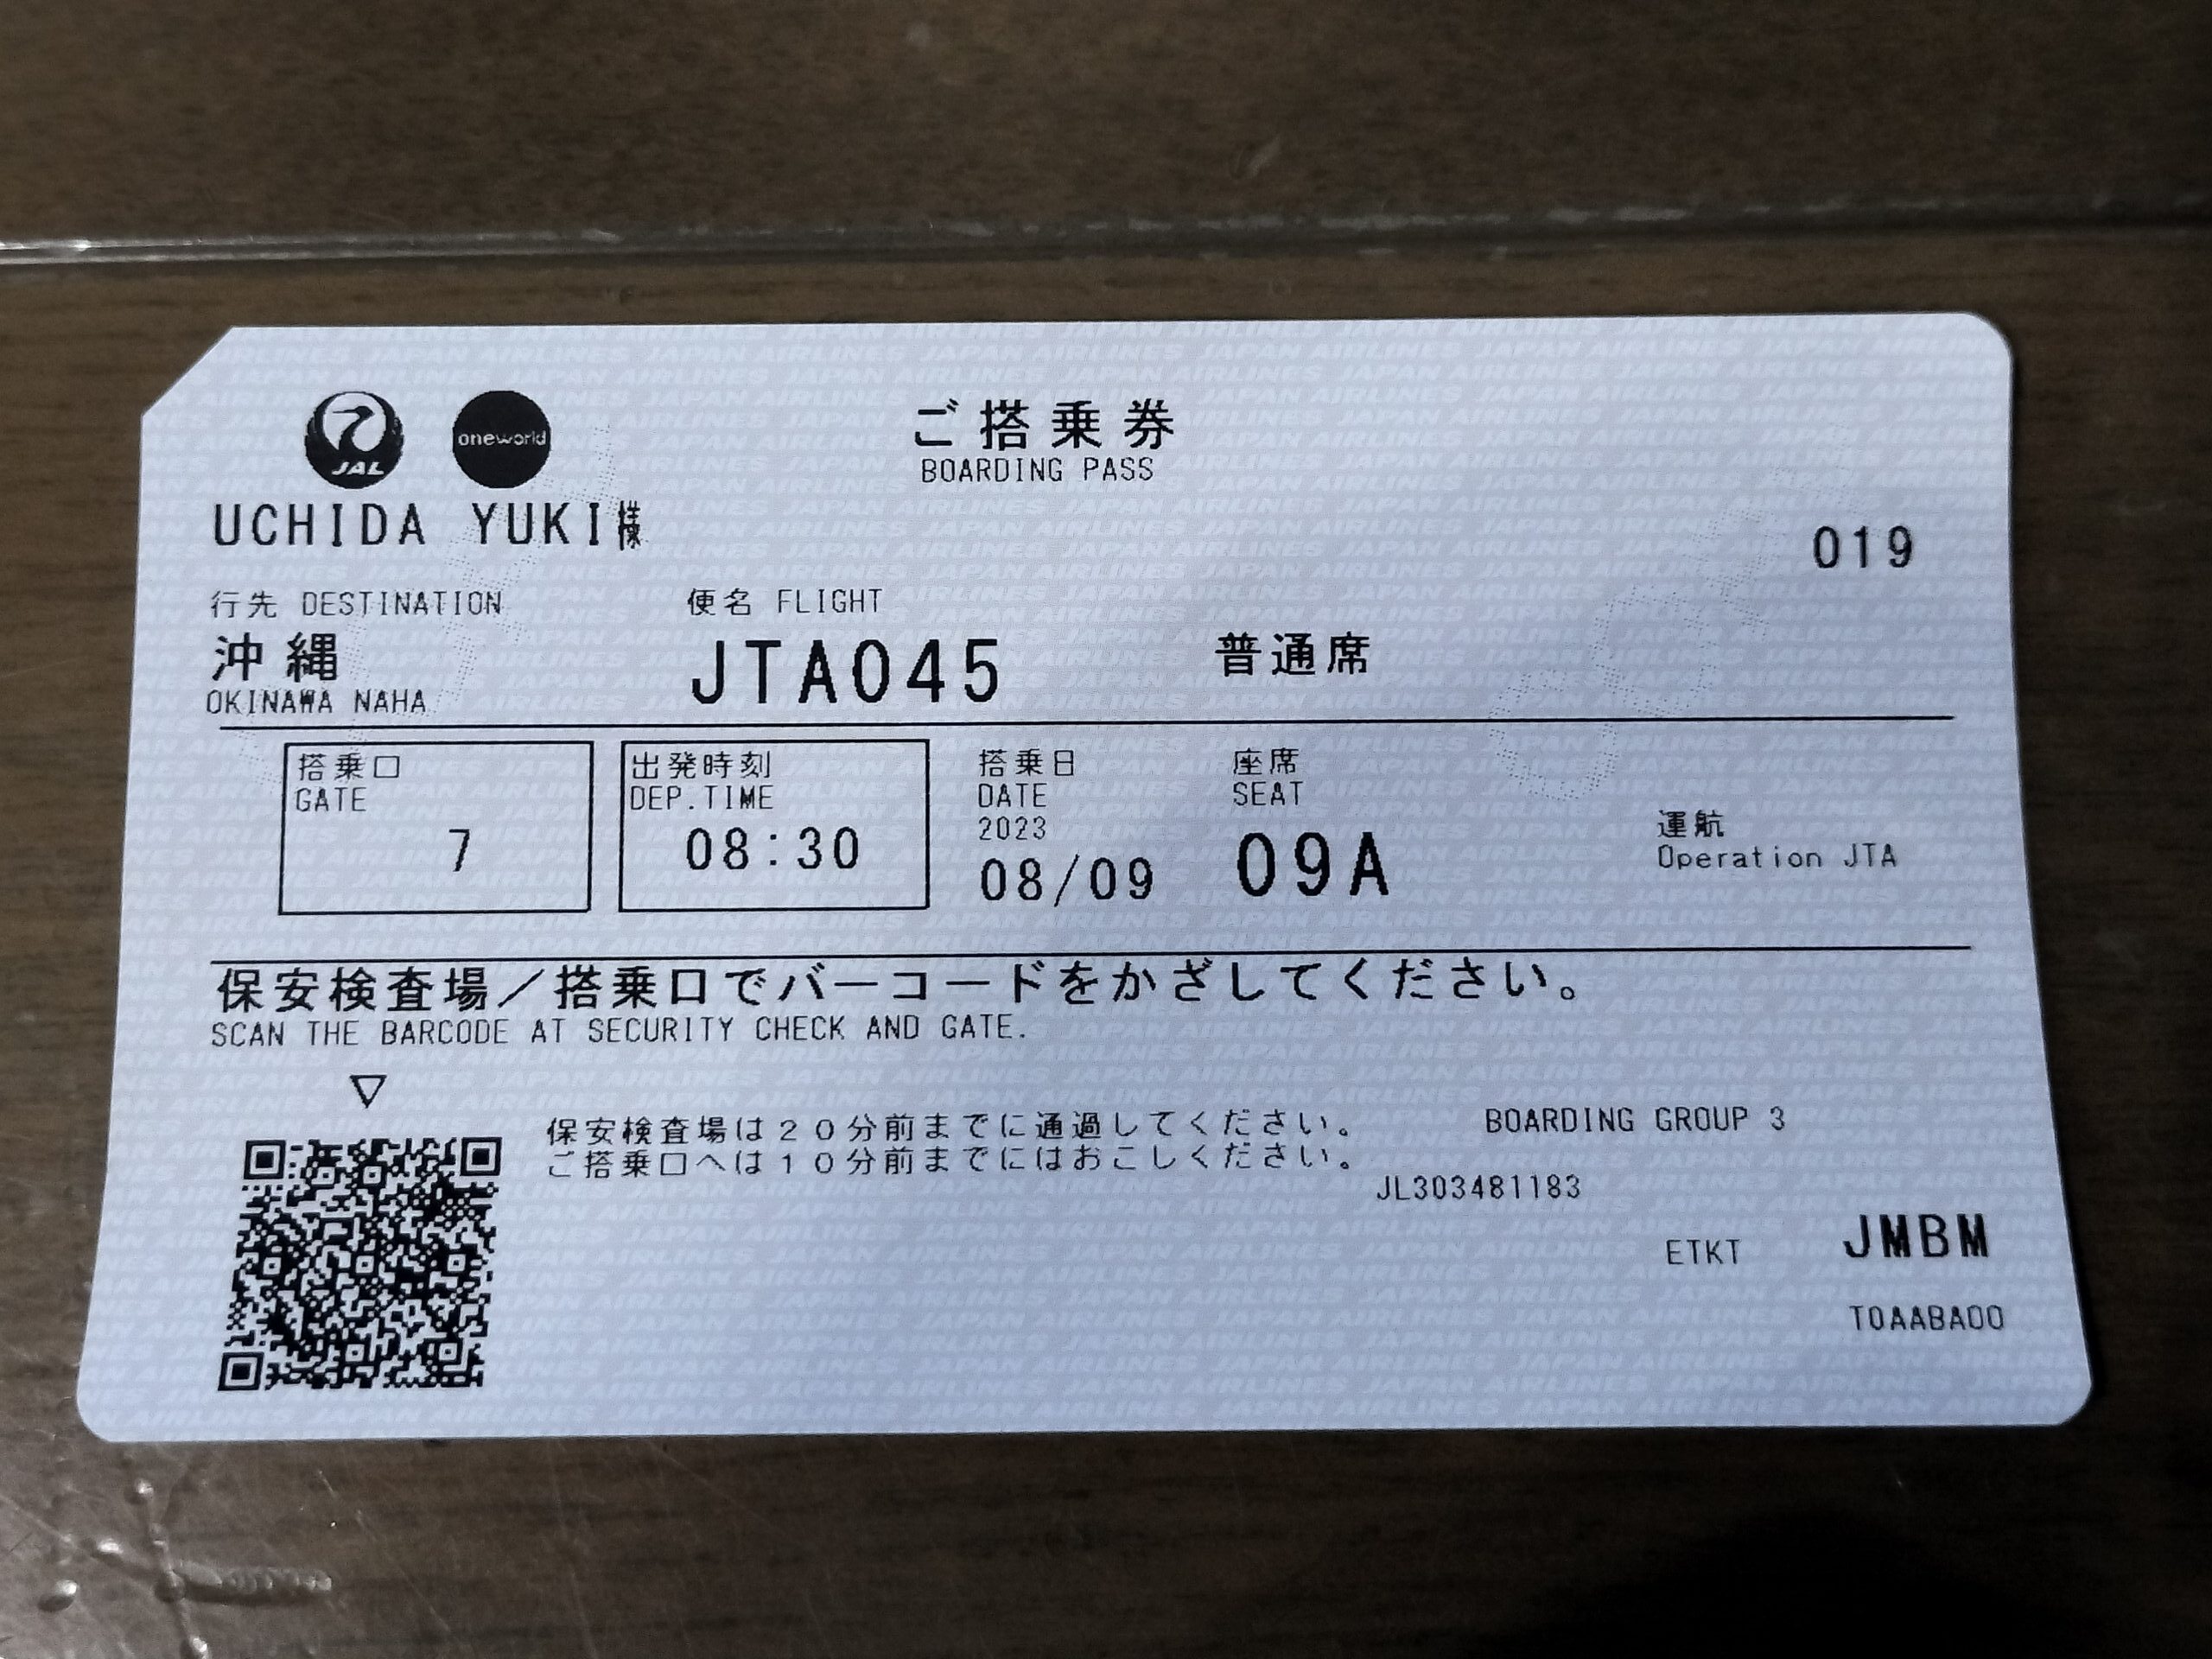 JAL oneworld
ご搭乗券
BOARDING PASS
UCHIDA YUKI様
019
行先 DESTINATION 便名 FLIGHT
沖縄 JTA045 普通席
OKINAWA NAHA
搭乗口 出発時刻 搭乗日 座席
GATE DEP.TIME DATE SEAT
2023
7 08:30 08/09 09A
運航
Operation JTA
保安検査場/搭乗口でバーコードをかざしてください。
SCAN THE BARCODE AT SECURITY CHECK AND GATE.
▽
保安検査場は20分前までに通過してください。
ご搭乗口へは10分前までにはおこしください。
BOARDING GROUP 3
JL303481183
ETKT JMBM
TOAABAOO
JAPAN AIRLINES